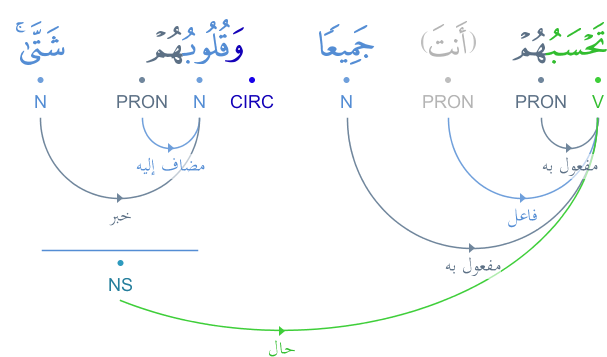 تَحْسَبُهُمْ (أَنتَ) جَمِيعًا وَقُلُوبُهُمْ شَتَّىٰ ۚ
V PRON PRON N CIRC N PRON N
مفعول به مضاف إليه
فاعل خبر
مفعول به
NS
حال